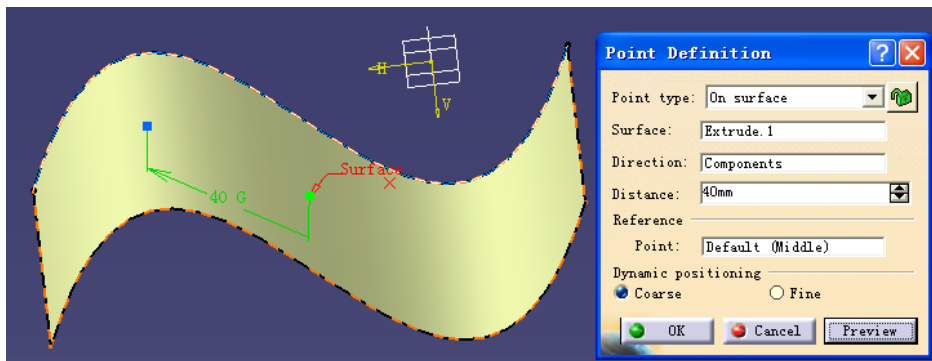 H
V
Surface
40 G
Point Definition
Point type: On surface
Surface: Extrude.1
Direction: Components
Distance: 40mm
Reference
Point: Default (Middle)
Dynamic positioning
Coarse Fine
OK Cancel Preview